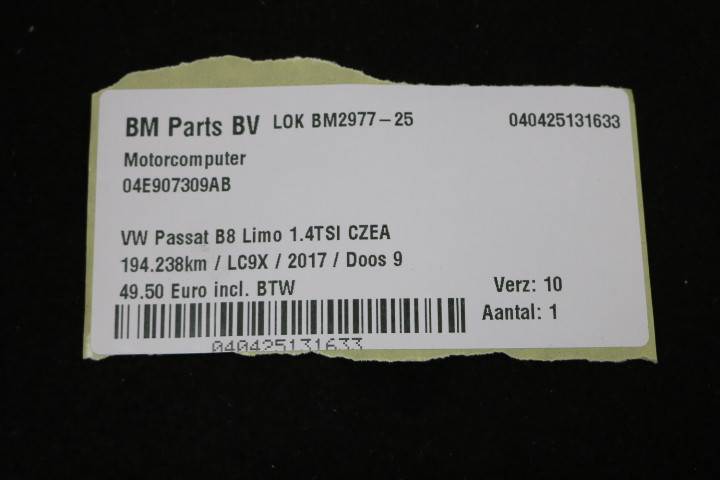 BM Parts BV LOK BM2977-25 040425131633
Motorcomputer
04E907309AB
VW Passat B8 Limo 1.4TSI CZEA
194.238km / LC9X / 2017 / Doos 9
49.50 Euro incl. BTW Verz: 10
Aantal: 1
040425131633